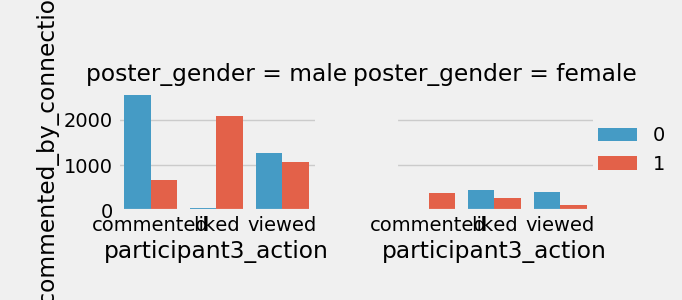 commented_by_connectio
poster_gender = male
poster_gender = female
2000
1000
0
commented
liked
viewed
commented
liked
viewed
participant3_action
participant3_action
0
1